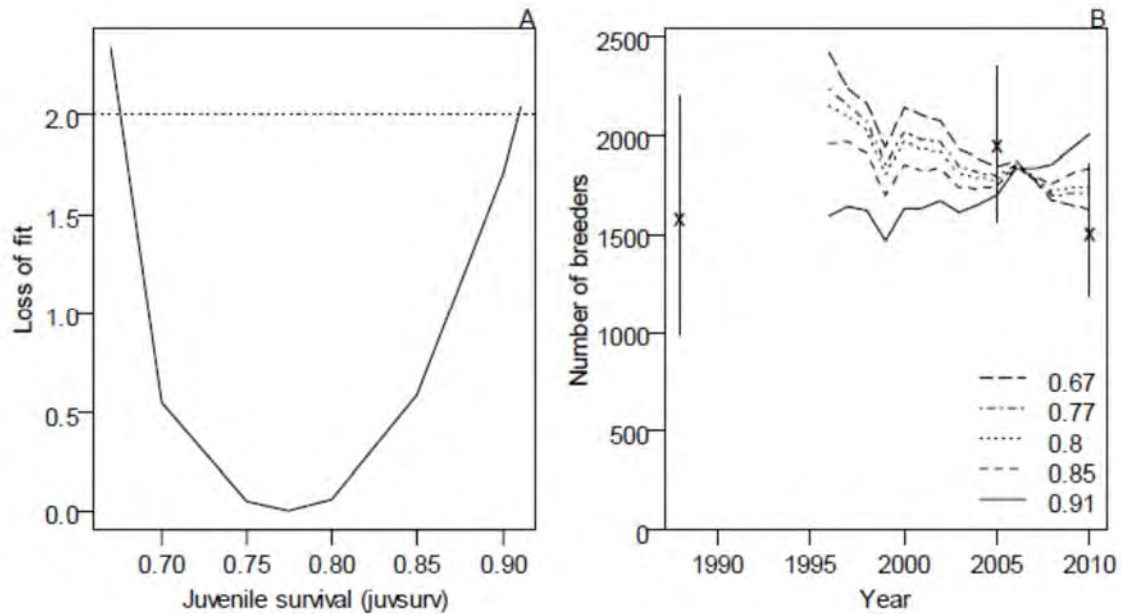 A
Loss of fit
2.0
1.5
1.0
0.5
0.0
0.70 0.75 0.80 0.85 0.90
Juvenile survival (juvsurv)
B
Number of breeders
2500
2000
1500
1000
500
0
0.67
0.77
0.8
0.85
0.91
1990 1995 2000 2005 2010
Year